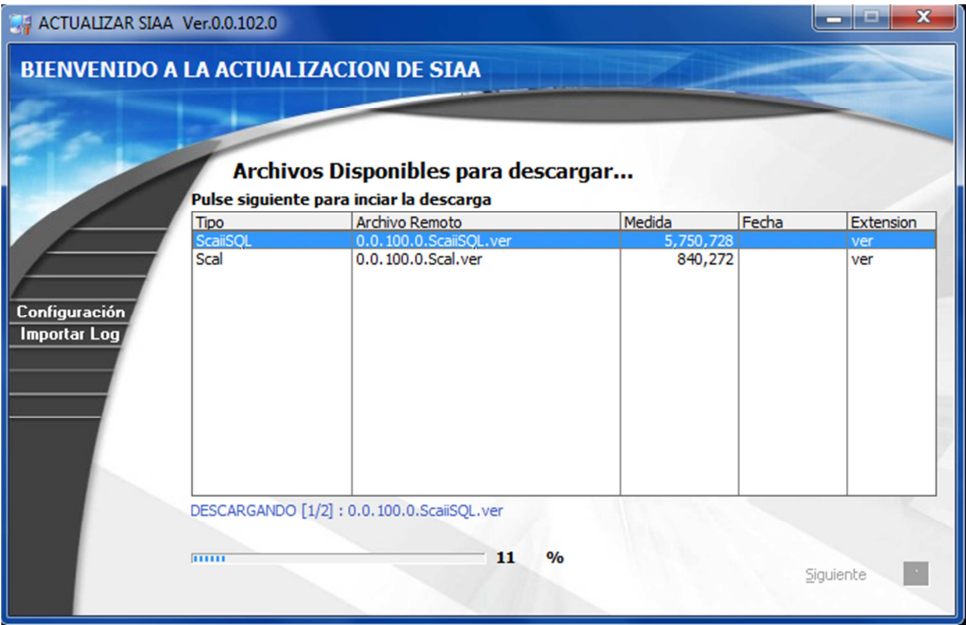 ACTUALIZAR SIAA Ver.0.0.102.0
BIENVENIDO A LA ACTUALIZACION DE SIAA
Archivos Disponibles para descargar...
Pulse siguiente para inciar la descarga
Tipo Archivo Remoto Medida Fecha Extension
ScaiiSQL 0.0.100.0.ScaiiSQL.ver 5,750,728 ver
Scal 0.0.100.0.Scal.ver 840,272 ver
Configuración
Importar Log
DESCARGANDO [1/2] : 0.0.100.0.ScaiiSQL.ver
11 %
Siguiente